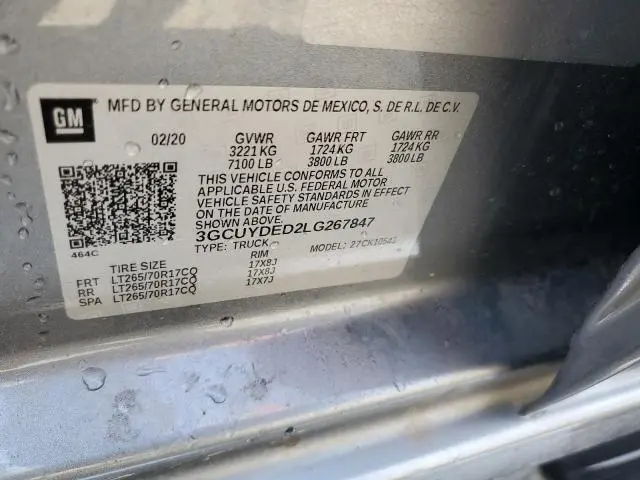 GM
MFD BY GENERAL MOTORS DE MEXICO, S. DE R.L. DE C.V.
02/20 GVWR GAWR FRT GAWR RR
3221 KG 1724 KG 1724 KG
7100 LB 3800 LB 3800 LB
THIS VEHICLE CONFORMS TO ALL
APPLICABLE U.S. FEDERAL MOTOR
VEHICLE SAFETY STANDARDS IN EFFECT
ON THE DATE OF MANUFACTURE
SHOWN ABOVE.
3GCUYDED2LG267847
464C TYPE: TRUCK MODEL: 27CK10543
TIRE SIZE RIM
FRT LT265/70R17CQ 17X8J
RR LT265/70R17CQ 17X8J
SPA LT265/70R17CQ 17X7J